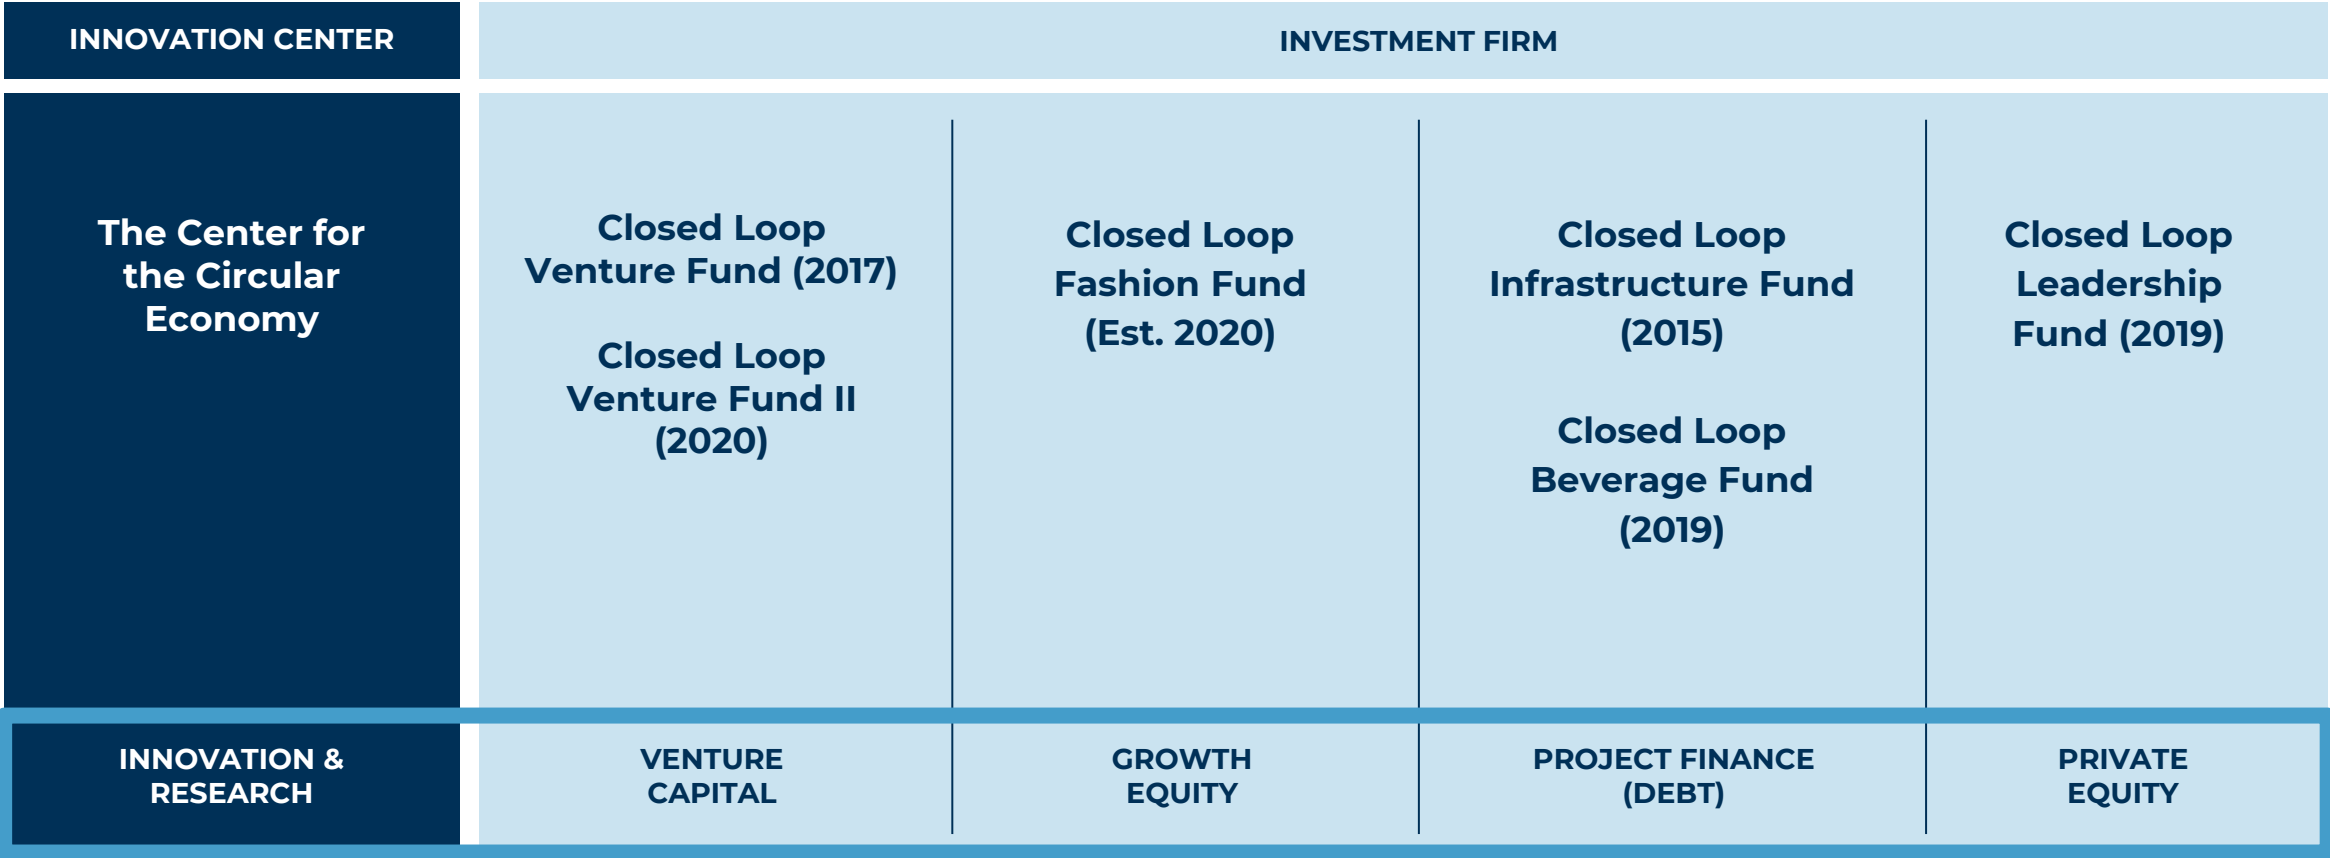 INNOVATION CENTER
INVESTMENT FIRM
The Center for
the Circular
Economy
Closed Loop
Venture Fund (2017)
Closed Loop
Venture Fund II
(2020)
Closed Loop
Fashion Fund
(Est. 2020)
Closed Loop
Infrastructure Fund
(2015)
Closed Loop
Beverage Fund
(2019)
Closed Loop
Leadership
Fund (2019)
INNOVATION &
RESEARCH
VENTURE
CAPITAL
GROWTH
EQUITY
PROJECT FINANCE
(DEBT)
PRIVATE
EQUITY